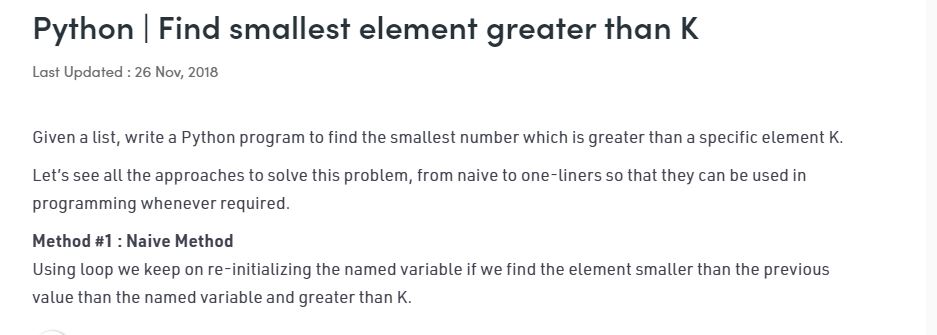 Python | Find smallest element greater than K
Last Updated : 26 Nov, 2018
Given a list, write a Python program to find the smallest number which is greater than a specific element K.
Let’s see all the approaches to solve this problem, from naive to one-liners so that they can be used in
programming whenever required.
Method #1 : Naive Method
Using loop we keep on re-initializing the named variable if we find the element smaller than the previous
value than the named variable and greater than K.